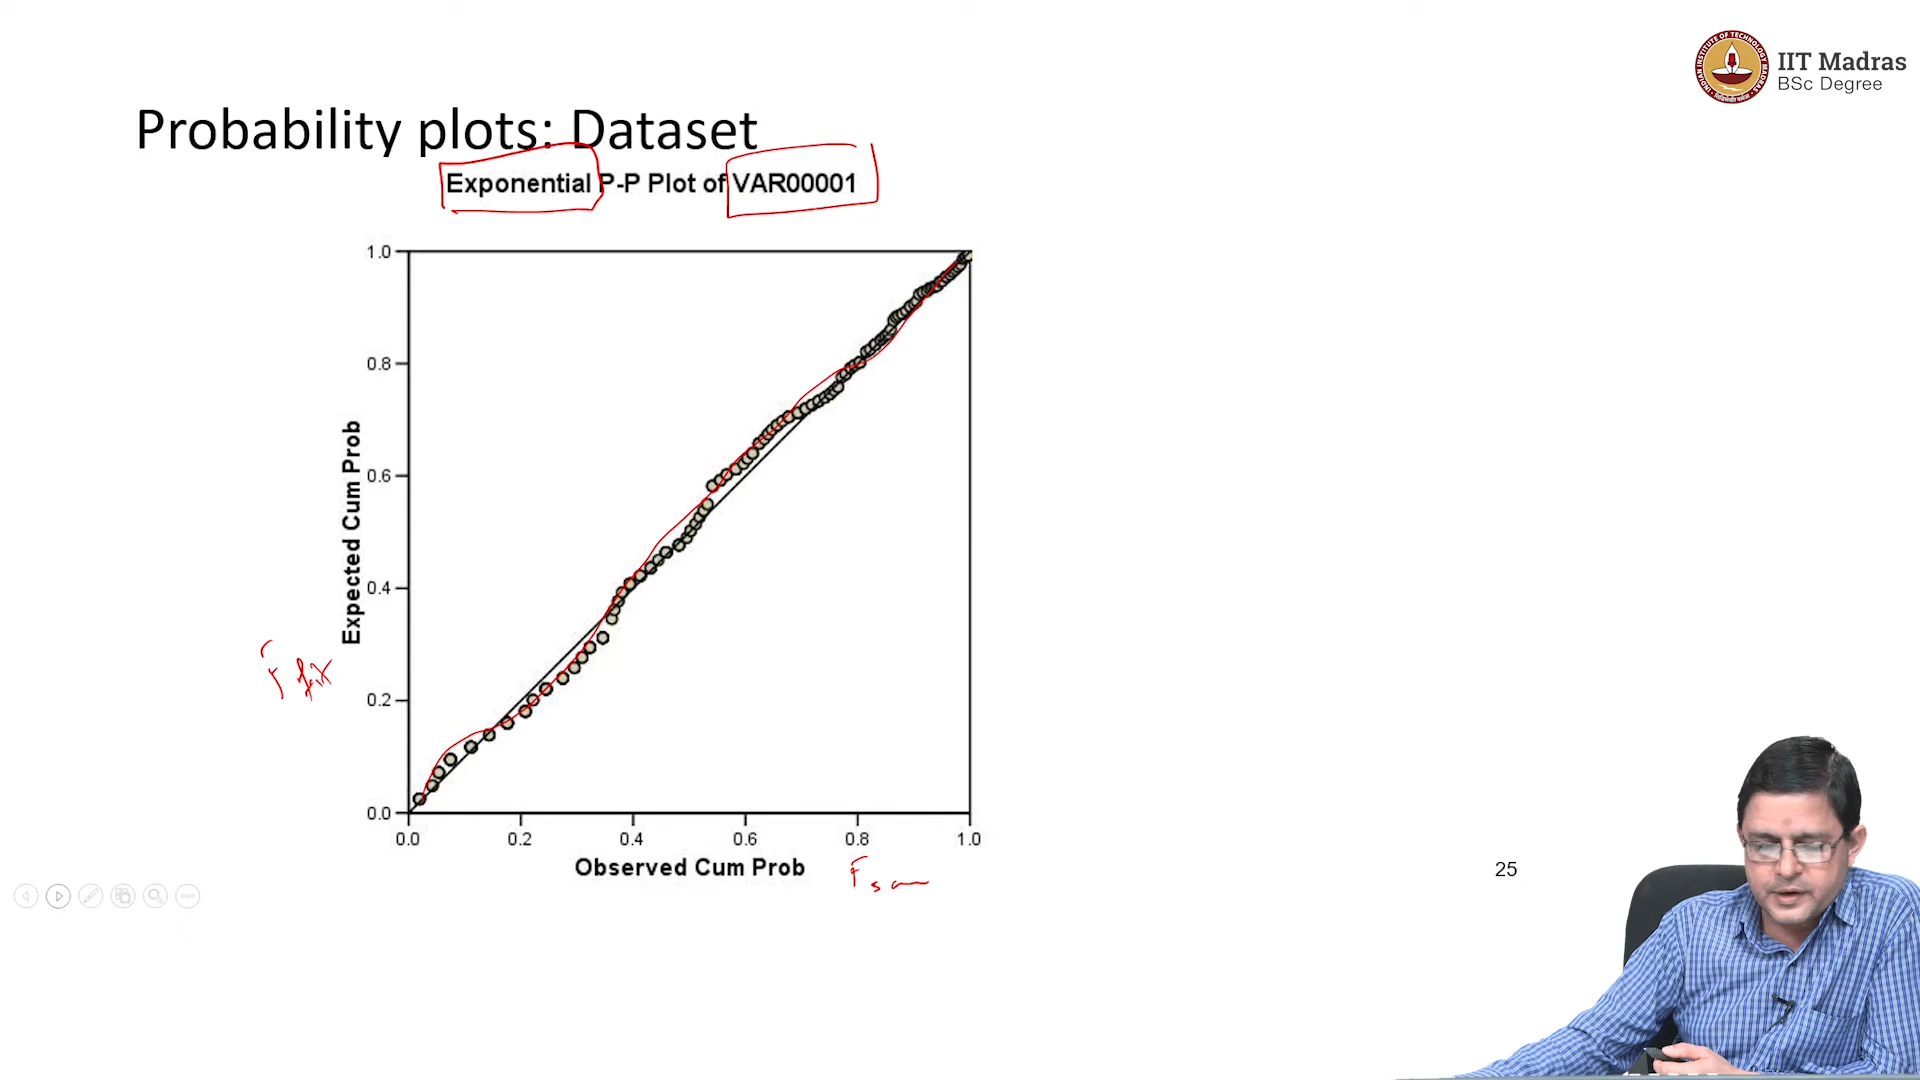 IIT Madras
BSc Degree
Probability plots: Dataset
Exponential P-P Plot of VAR00001
1.0
0.8
0.6
0.4
0.2
0.0
Expected Cum Prob
F fit
0.0 0.2 0.4 0.6 0.8 1.0
Observed Cum Prob
25